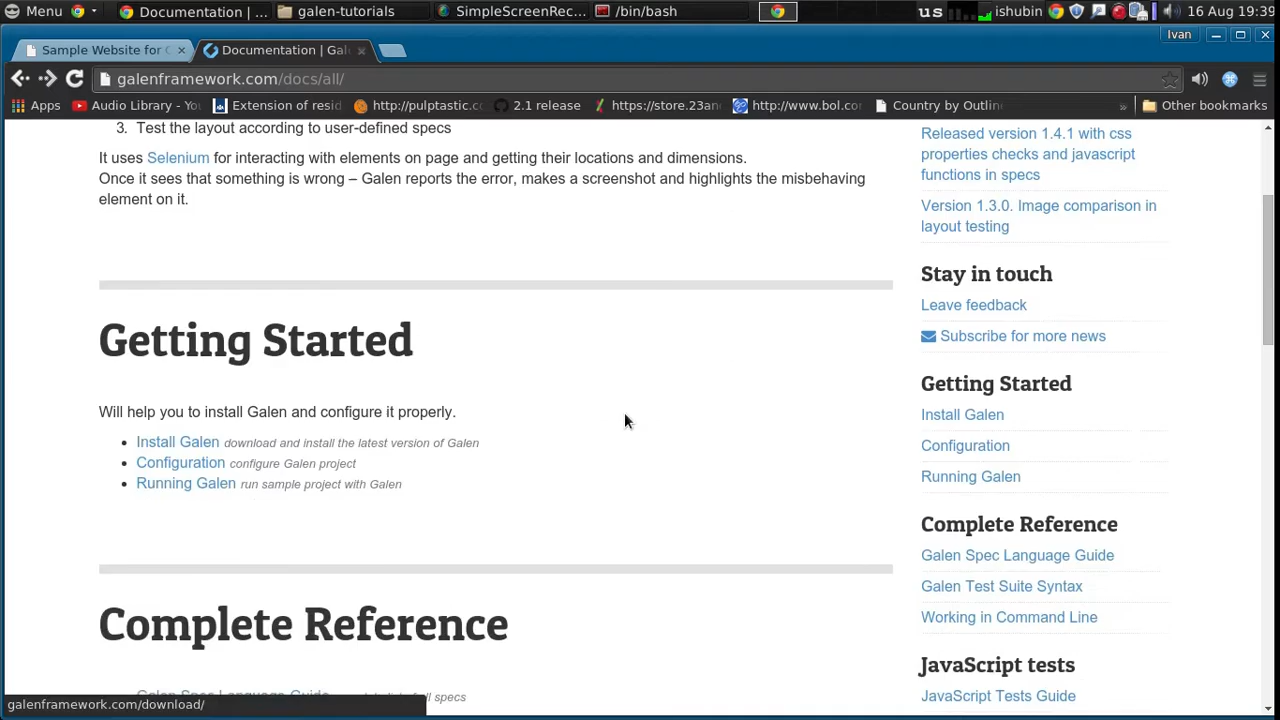 Menu
Documentation | ...
galen-tutorials
SimpleScreenRec...
/bin/bash
us
ishubin
16 Aug 19:39
Sample Website for
Documentation | Gal
Ivan
galenframework.com/docs/all/
Apps
Audio Library - Yo
Extension of resid
http://pulptastic.co
2.1 release
https://store.23an
http://www.bol.co
Country by Outlin
»
Other bookmarks
3. Test the layout according to user-defined specs
It uses Selenium for interacting with elements on page and getting their locations and dimensions.
Once it sees that something is wrong – Galen reports the error, makes a screenshot and highlights the misbehaving
element on it.
Getting Started
Will help you to install Galen and configure it properly.
• Install Galen download and install the latest version of Galen
• Configuration configure Galen project
• Running Galen run sample project with Galen
Complete Reference
Galen Spec Language Guide
all specs
galenframework.com/download/
Released version 1.4.1 with css
properties checks and javascript
functions in specs
Version 1.3.0. Image comparison in
layout testing
Stay in touch
Leave feedback
Subscribe for more news
Getting Started
Install Galen
Configuration
Running Galen
Complete Reference
Galen Spec Language Guide
Galen Test Suite Syntax
Working in Command Line
JavaScript tests
JavaScript Tests Guide